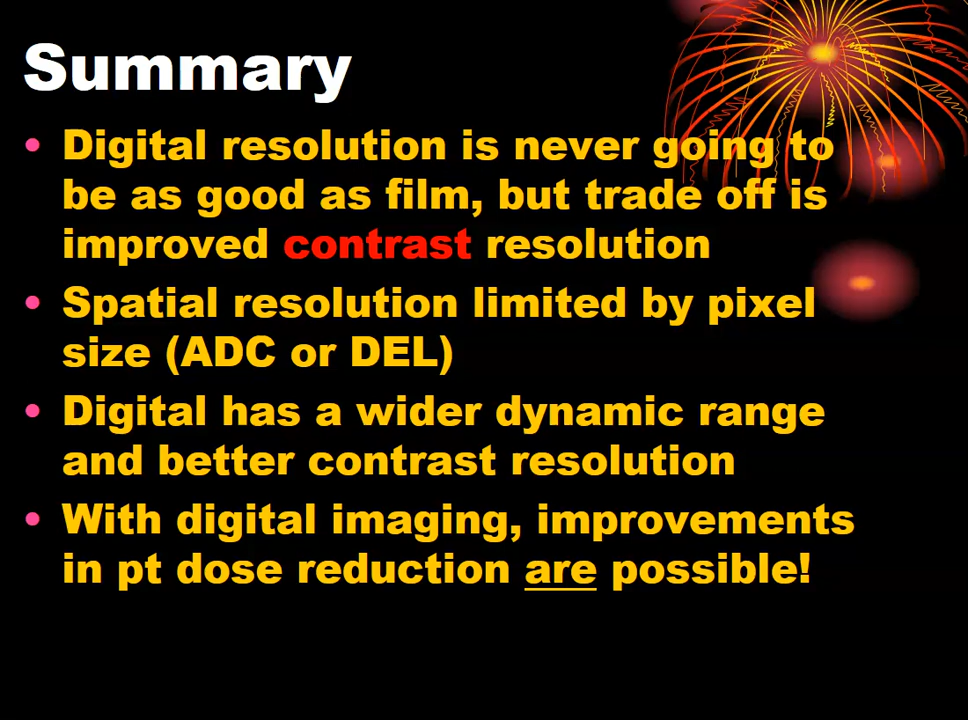 Summary
• Digital resolution is never going to
be as good as film, but trade off is
improved contrast resolution
• Spatial resolution limited by pixel
size (ADC or DEL)
• Digital has a wider dynamic range
and better contrast resolution
• With digital imaging, improvements
in pt dose reduction are possible!